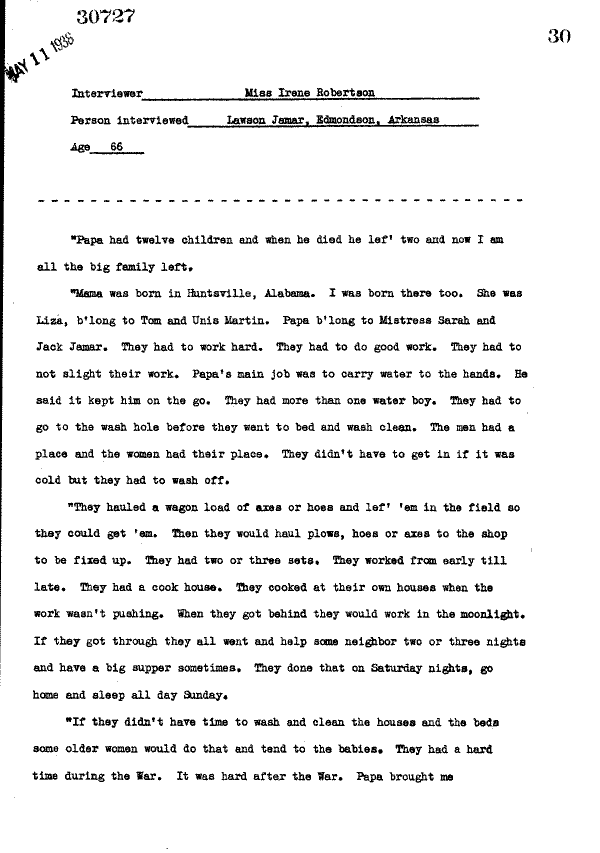 30727
30
MAY 11 1938
Interviewer Miss Irene Robertson
Person interviewed Lawson Jamar, Edmondson, Arkansas
Age 66
"Papa had twelve children and when he died he lef' two and now I am
all the big family left.
"Mama was born in Huntsville, Alabama. I was born there too. She was
Liza, b'long to Tom and Unis Martin. Papa b'long to Mistress Sarah and
Jack Jamar. They had to work hard. They had to do good work. They had to
not slight their work. Papa's main job was to carry water to the hands. He
said it kept him on the go. They had more than one water boy. They had to
go to the wash hole before they went to bed and wash clean. The men had a
place and the women had their place. They didn't have to get in if it was
cold but they had to wash off.
"They hauled a wagon load of axes or hoes and lef' 'em in the field so
they could get 'em. Then they would haul plows, hoes or axes to the shop
to be fixed up. They had two or three sets. They worked from early till
late. They had a cook house. They cooked at their own houses when the
work wasn't pushing. When they got behind they would work in the moonlight.
If they got through they all went and help some neighbor two or three nights
and have a big supper sometimes. They done that on Saturday nights, go
home and sleep all day Sunday.
"If they didn't have time to wash and clean the houses and the beds
some older women would do that and tend to the babies. They had a hard
time during the War. It was hard after the War. Papa brought me